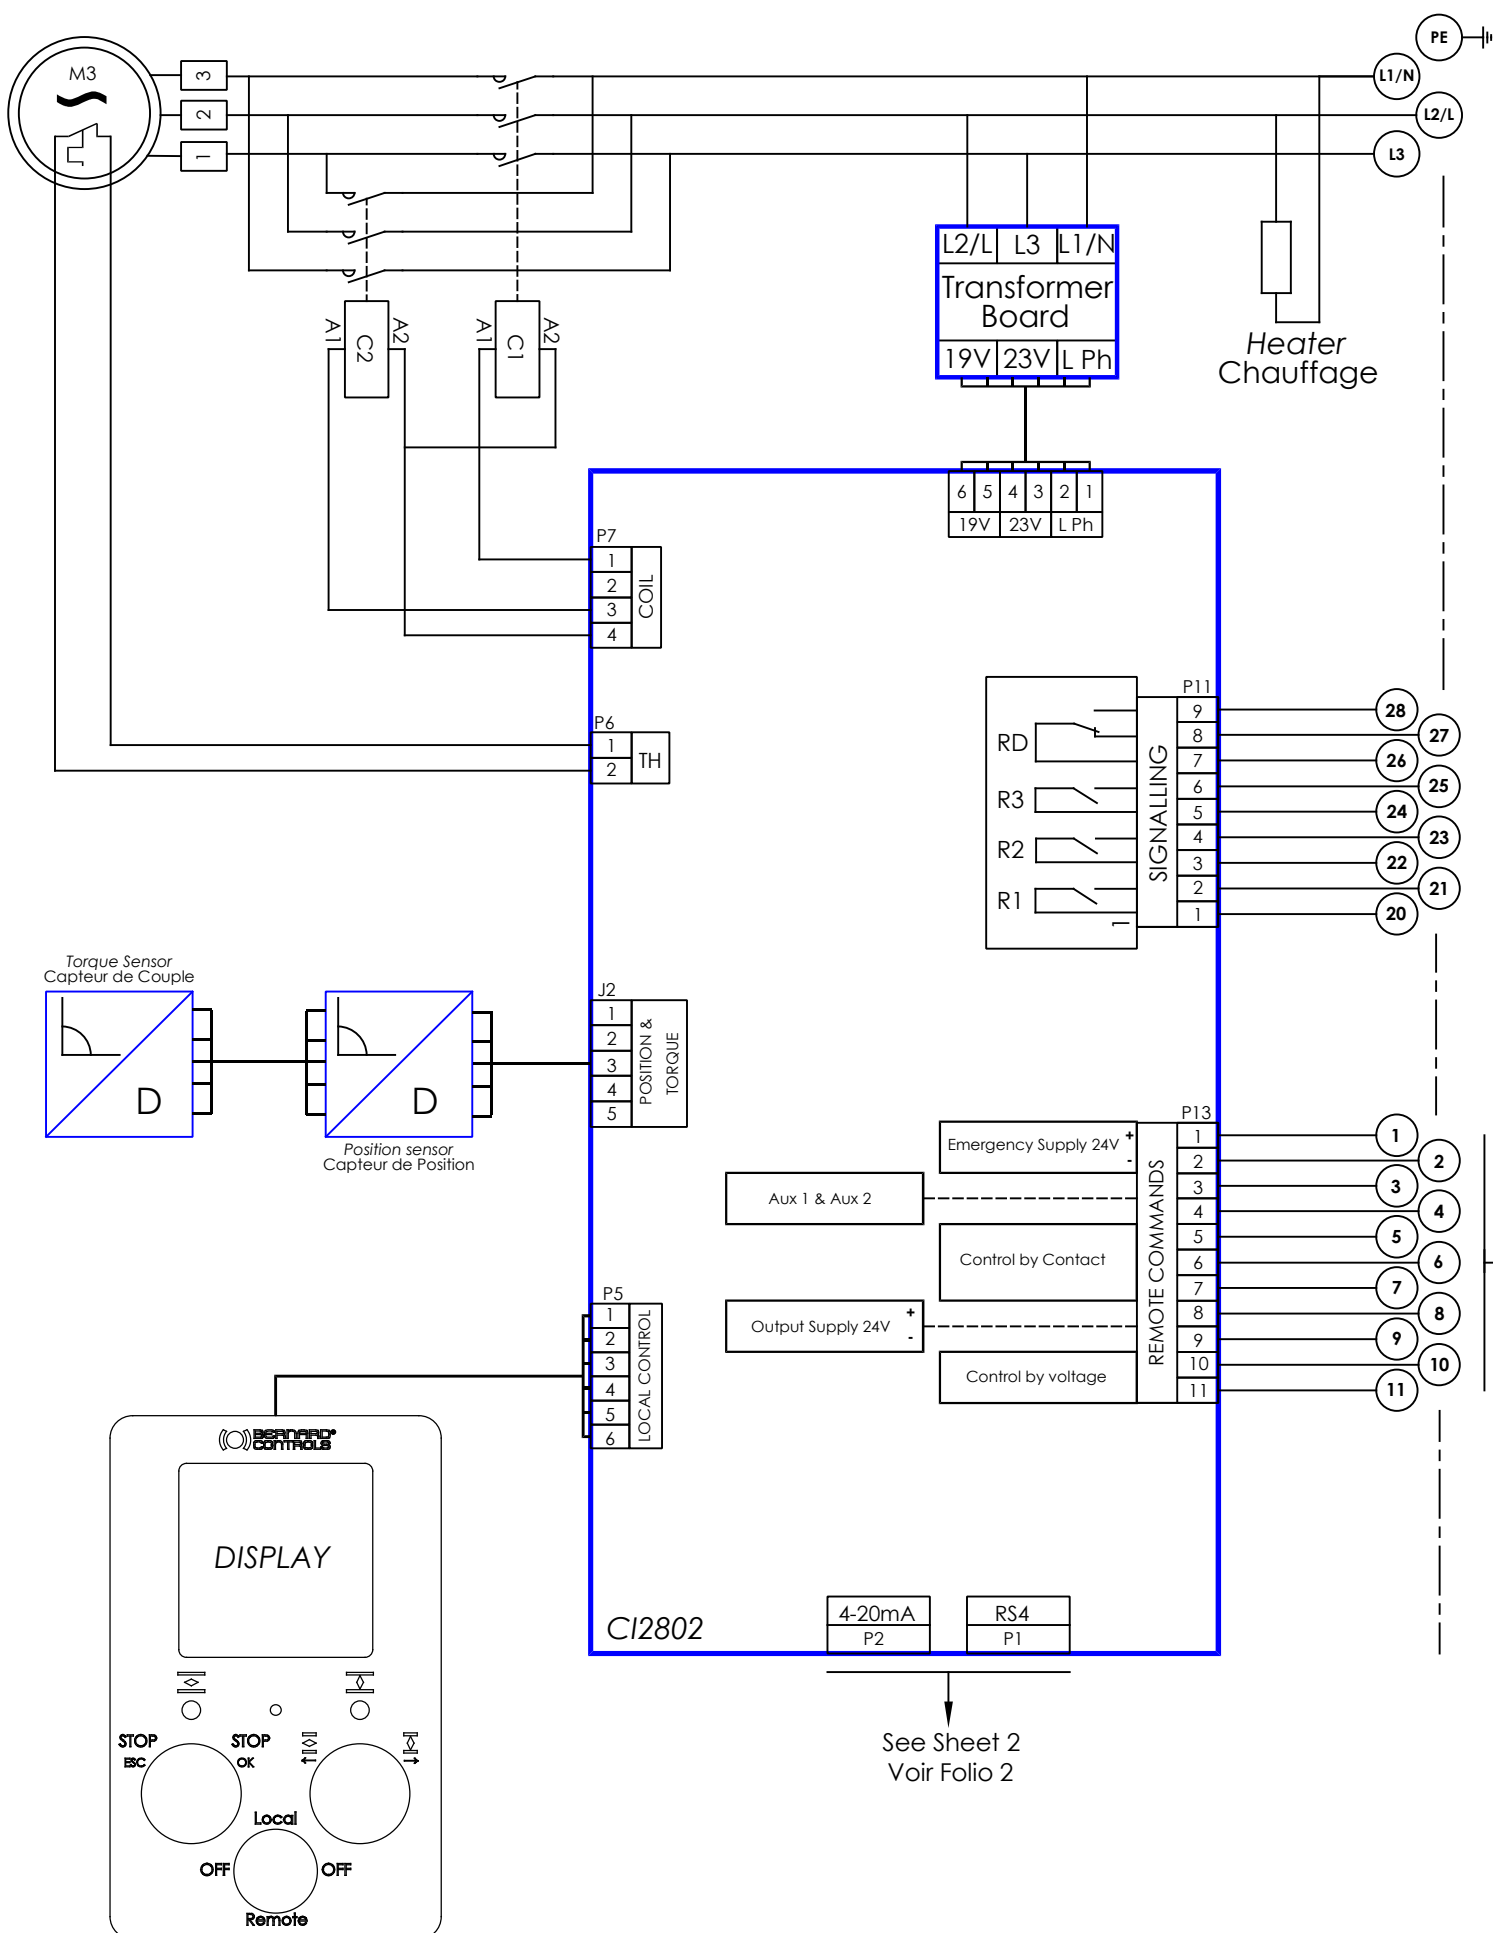 PE
M3
3
L1/N
2
L2/L
1
L3
L2/L L3 L1/N
Transformer
Board
19V 23V L Ph
Heater
Chauffage
A1 C2 A2
A1 C1 A2
6 5 4 3 2 1
19V 23V L Ph
P7
1
2
3
4
COIL
P6
1
2
TH
P11
SIGNALLING
9 28
8 27
7 26
6 25
5 24
4 23
3 22
2 21
1 20
RD
R3
R2
R1
1
Torque Sensor
Capteur de Couple
D
D
Position sensor
Capteur de Position
J2
1
2
3
4
5
POSITION &
TORQUE
P13
REMOTE COMMANDS
1 1
2 2
3 3
4 4
5 5
6 6
7 7
8 8
9 9
10 10
11 11
Emergency Supply 24V + -
Aux 1 & Aux 2
Control by Contact
Output Supply 24V + -
Control by voltage
P5
1
2
3
4
5
6
LOCAL CONTROL
BERNARD®
CONTROLS
DISPLAY
STOP
ESC
STOP
OK
Local
OFF OFF
Remote
CI2802
4-20mA
P2
RS4
P1
See Sheet 2
Voir Folio 2